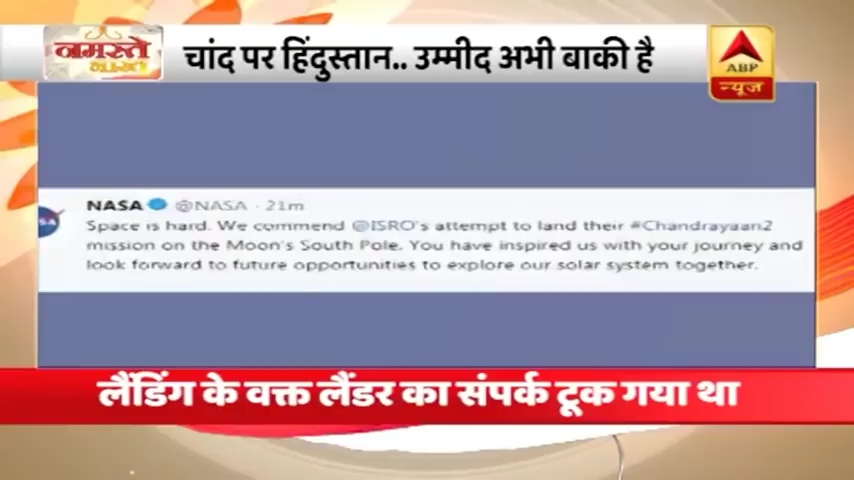 नमस्ते
भारत
चांद पर हिंदुस्तान.. उम्मीद अभी बाकी है
ABP
न्यूज़
NASA @NASA · 21m
SA
Space is hard. We commend @ISRO's attempt to land their #Chandrayaan2
mission on the Moon's South Pole. You have inspired us with your journey and
look forward to future opportunities to explore our solar system together.
लैंडिंग के वक्त लैंडर का संपर्क टूक गया था